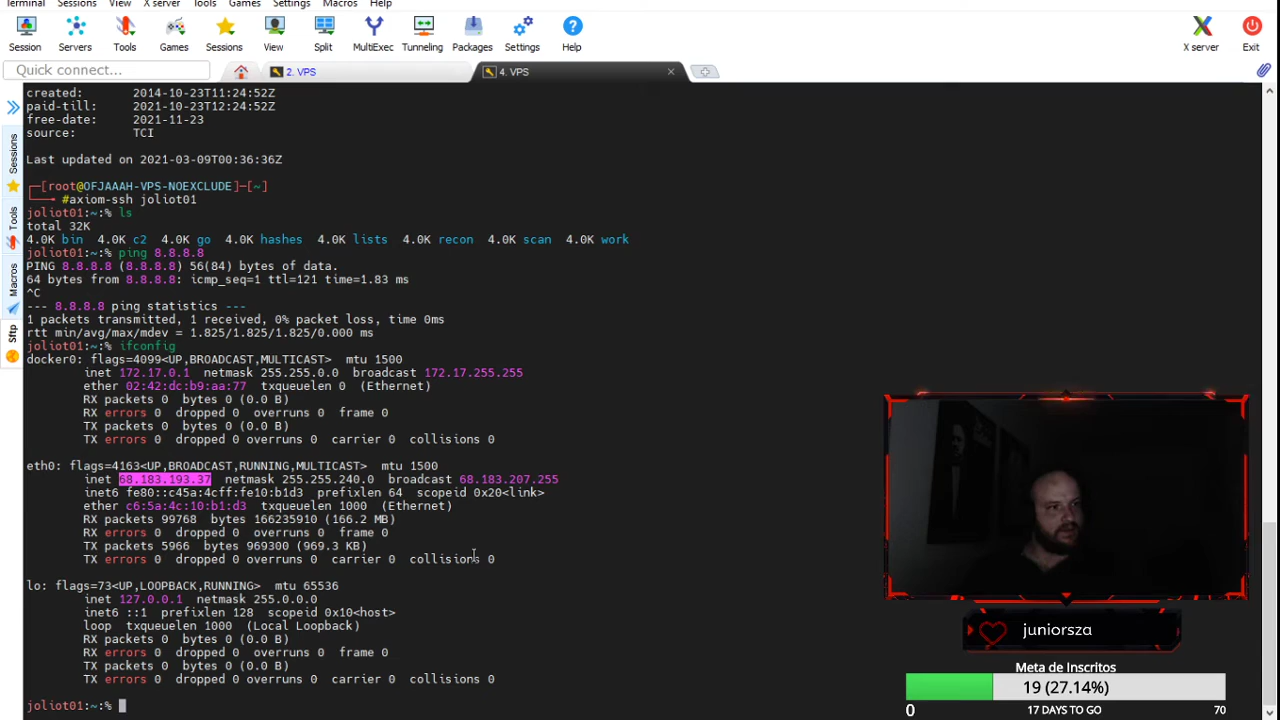 Terminal Sessions View X server Tools Games Settings Macros Help
Session Servers Tools Games Sessions View Split MultiExec Tunneling Packages Settings Help X server Exit
Quick connect... 2. VPS 4. VPS
Sessions
Tools
Macros
Sftp
created: 2014-10-23T11:24:52Z
paid-till: 2021-10-23T12:24:52Z
free-date: 2021-11-23
source: TCI
Last updated on 2021-03-09T00:36:36Z
┌─[root@OFJAAAH-VPS-NOEXCLUDE]─[~]
└──╼ #axiom-ssh joliot01
joliot01:~:% ls
total 32K
4.0K bin 4.0K c2 4.0K go 4.0K hashes 4.0K lists 4.0K recon 4.0K scan 4.0K work
joliot01:~:% ping 8.8.8.8
PING 8.8.8.8 (8.8.8.8) 56(84) bytes of data.
64 bytes from 8.8.8.8: icmp_seq=1 ttl=121 time=1.83 ms
^C
--- 8.8.8.8 ping statistics ---
1 packets transmitted, 1 received, 0% packet loss, time 0ms
rtt min/avg/max/mdev = 1.825/1.825/1.825/0.000 ms
joliot01:~:% ifconfig
docker0: flags=4099<UP,BROADCAST,MULTICAST> mtu 1500
inet 172.17.0.1 netmask 255.255.0.0 broadcast 172.17.255.255
ether 02:42:dc:b9:aa:77 txqueuelen 0 (Ethernet)
RX packets 0 bytes 0 (0.0 B)
RX errors 0 dropped 0 overruns 0 frame 0
TX packets 0 bytes 0 (0.0 B)
TX errors 0 dropped 0 overruns 0 carrier 0 collisions 0
eth0: flags=4163<UP,BROADCAST,RUNNING,MULTICAST> mtu 1500
inet 68.183.193.37 netmask 255.255.240.0 broadcast 68.183.207.255
inet6 fe80::c45a:4cff:fe10:b1d3 prefixlen 64 scopeid 0x20<link>
ether c6:5a:4c:10:b1:d3 txqueuelen 1000 (Ethernet)
RX packets 99768 bytes 166235910 (166.2 MB)
RX errors 0 dropped 0 overruns 0 frame 0
TX packets 5966 bytes 969300 (969.3 KB)
TX errors 0 dropped 0 overruns 0 carrier 0 collisions 0
lo: flags=73<UP,LOOPBACK,RUNNING> mtu 65536
inet 127.0.0.1 netmask 255.0.0.0
inet6 ::1 prefixlen 128 scopeid 0x10<host>
loop txqueuelen 1000 (Local Loopback)
RX packets 0 bytes 0 (0.0 B)
RX errors 0 dropped 0 overruns 0 frame 0
TX packets 0 bytes 0 (0.0 B)
TX errors 0 dropped 0 overruns 0 carrier 0 collisions 0
joliot01:~:%
juniorsza
Meta de Inscritos
19 (27.14%)
0 17 DAYS TO GO 70